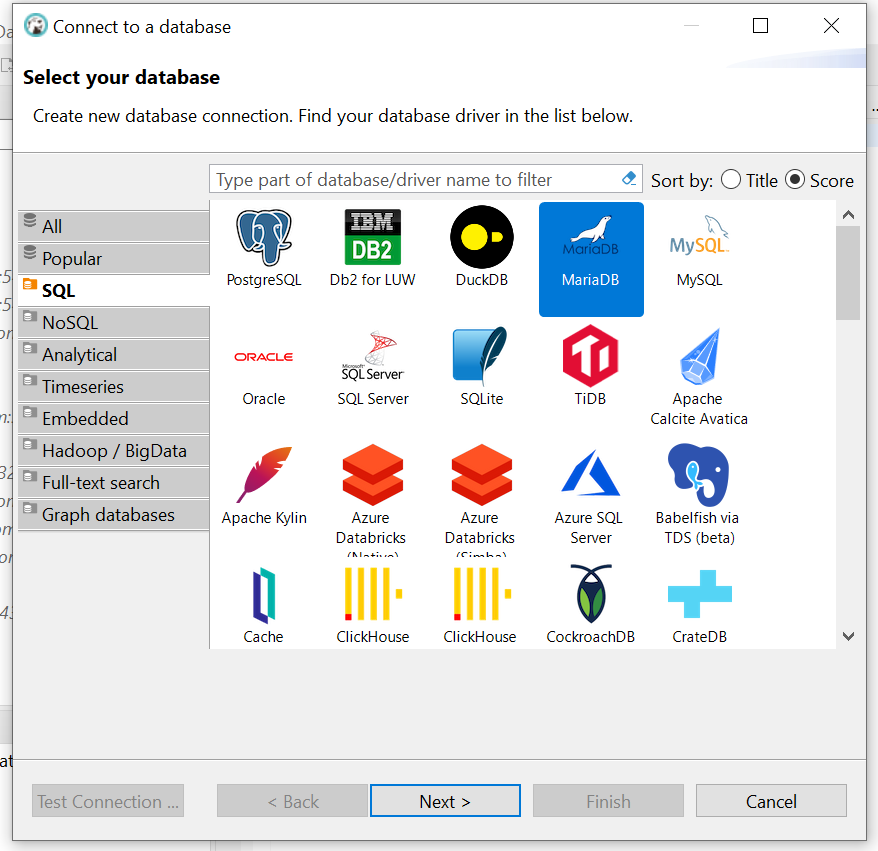 Connect to a database
Select your database
Create new database connection. Find your database driver in the list below.
Type part of database/driver name to filter
Sort by: Title Score
All
Popular
SQL
NoSQL
Analytical
Timeseries
Embedded
Hadoop / BigData
Full-text search
Graph databases
PostgreSQL
IBM
DB2
Db2 for LUW
DuckDB
MariaDB
MariaDB
MySQL
MySQL
ORACLE
Oracle
Microsoft
SQL Server
SQL Server
SQLite
TiDB
Apache
Calcite Avatica
Apache Kylin
Azure
Databricks
(Native)
Azure
Databricks
(Simba)
Azure SQL
Server
Babelfish via
TDS (beta)
Cache
ClickHouse
ClickHouse
CockroachDB
CrateDB
Test Connection ...
< Back
Next >
Finish
Cancel